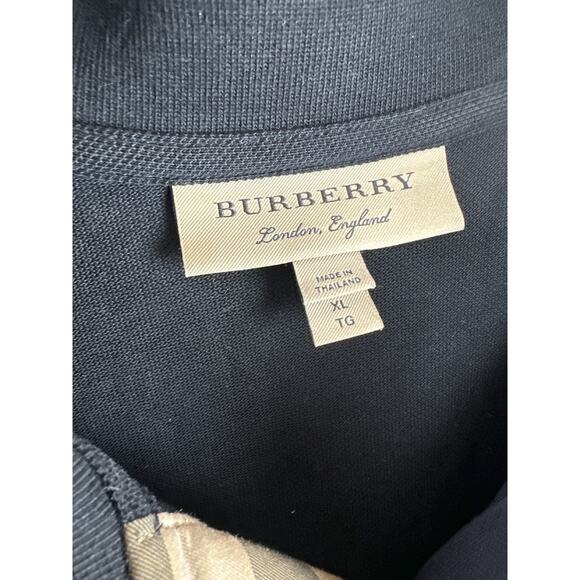 BURBERRY
London, England
MADE IN
THAILAND
XL
TG